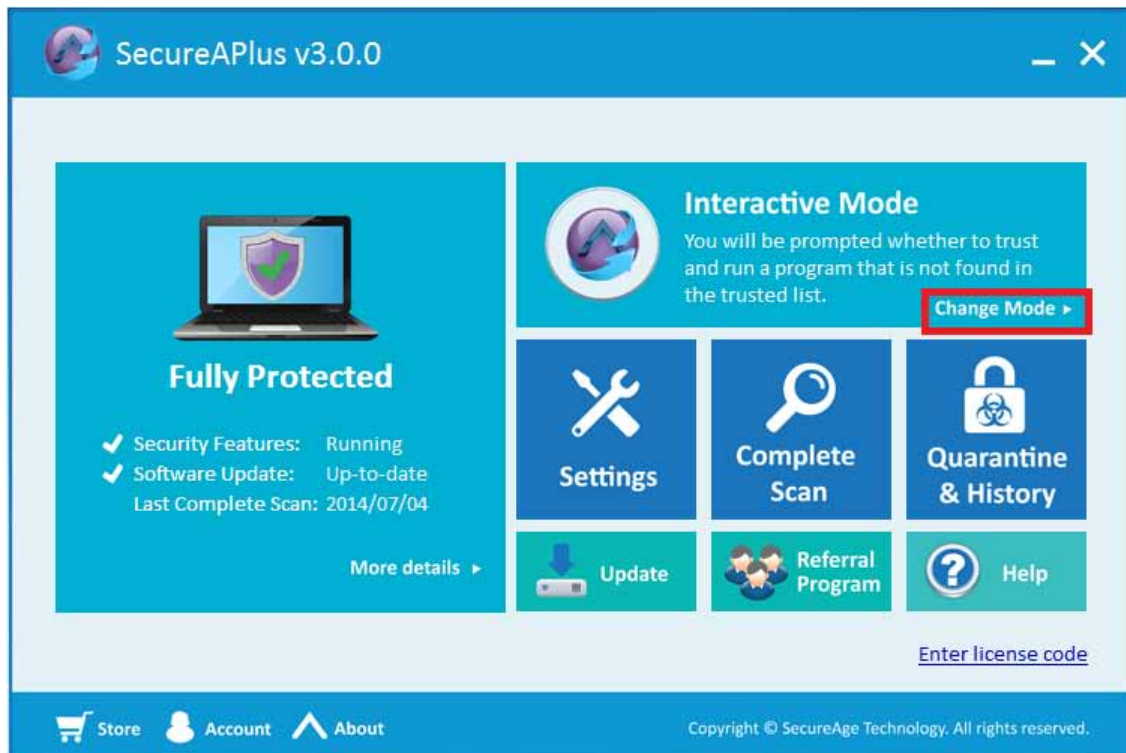 SecureAPlus v3.0.0
Fully Protected
Security Features: Running
Software Update: Up-to-date
Last Complete Scan: 2014/07/04
More details
Interactive Mode
You will be prompted whether to trust
and run a program that is not found in
the trusted list.
Change Mode
Settings
Complete
Scan
Quarantine
& History
Update
Referral
Program
Help
Enter license code
Store
Account
About
Copyright © SecureAge Technology. All rights reserved.